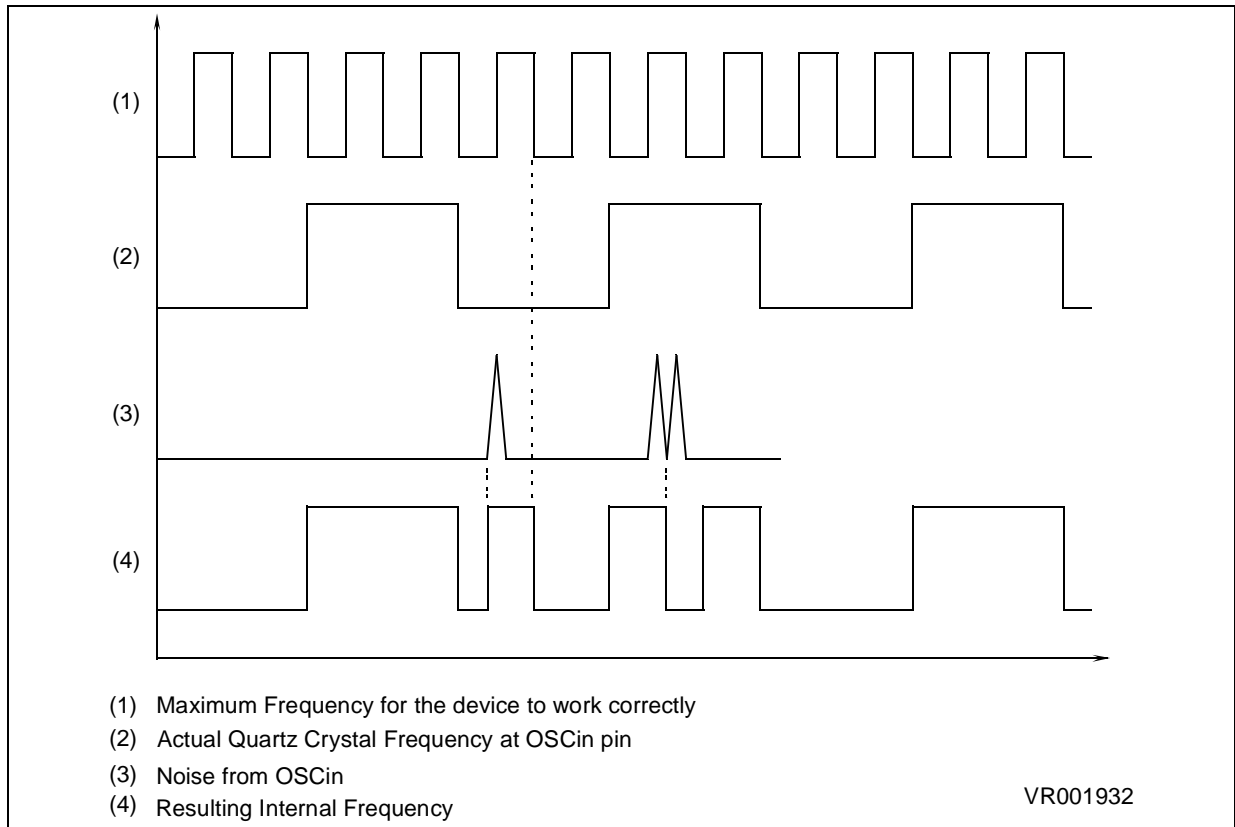 (1)
(2)
(3)
(4)
(1) Maximum Frequency for the device to work correctly
(2) Actual Quartz Crystal Frequency at OSCin pin
(3) Noise from OSCin
(4) Resulting Internal Frequency
VR001932